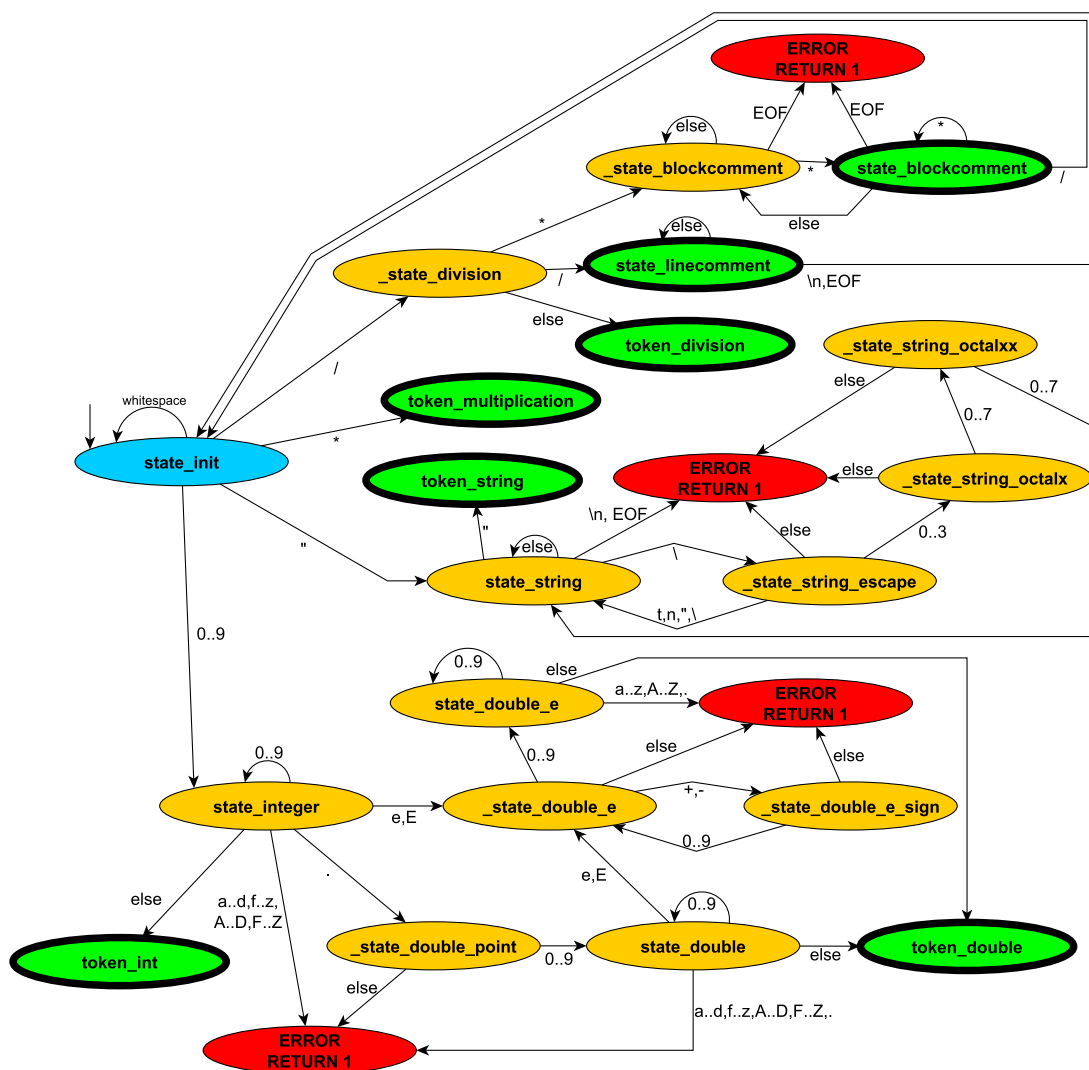 ERROR
RETURN 1
EOF
EOF
else
*
_state_blockcomment
*
state_blockcomment
/
else
*
else
_state_division
/
state_linecomment
\n,EOF
else
token_division
_state_string_octalxx
/
else
0..7
whitespace
token_multiplication
0..7
*
state_init
ERROR
RETURN 1
else
_state_string_octalx
token_string
\n, EOF
"
else
0..3
"
else
\
state_string
_state_string_escape
t,n,",\
0..9
0..9
else
state_double_e
a..z,A..Z,.
ERROR
RETURN 1
0..9
else
else
0..9
state_integer
e,E
_state_double_e
+,-
_state_double_e_sign
0..9
.
e,E
else
a..d,f..z,
A..D,F..Z
0..9
_state_double_point
0..9
state_double
else
token_double
token_int
else
a..d,f..z,A..D,F..Z,.
ERROR
RETURN 1